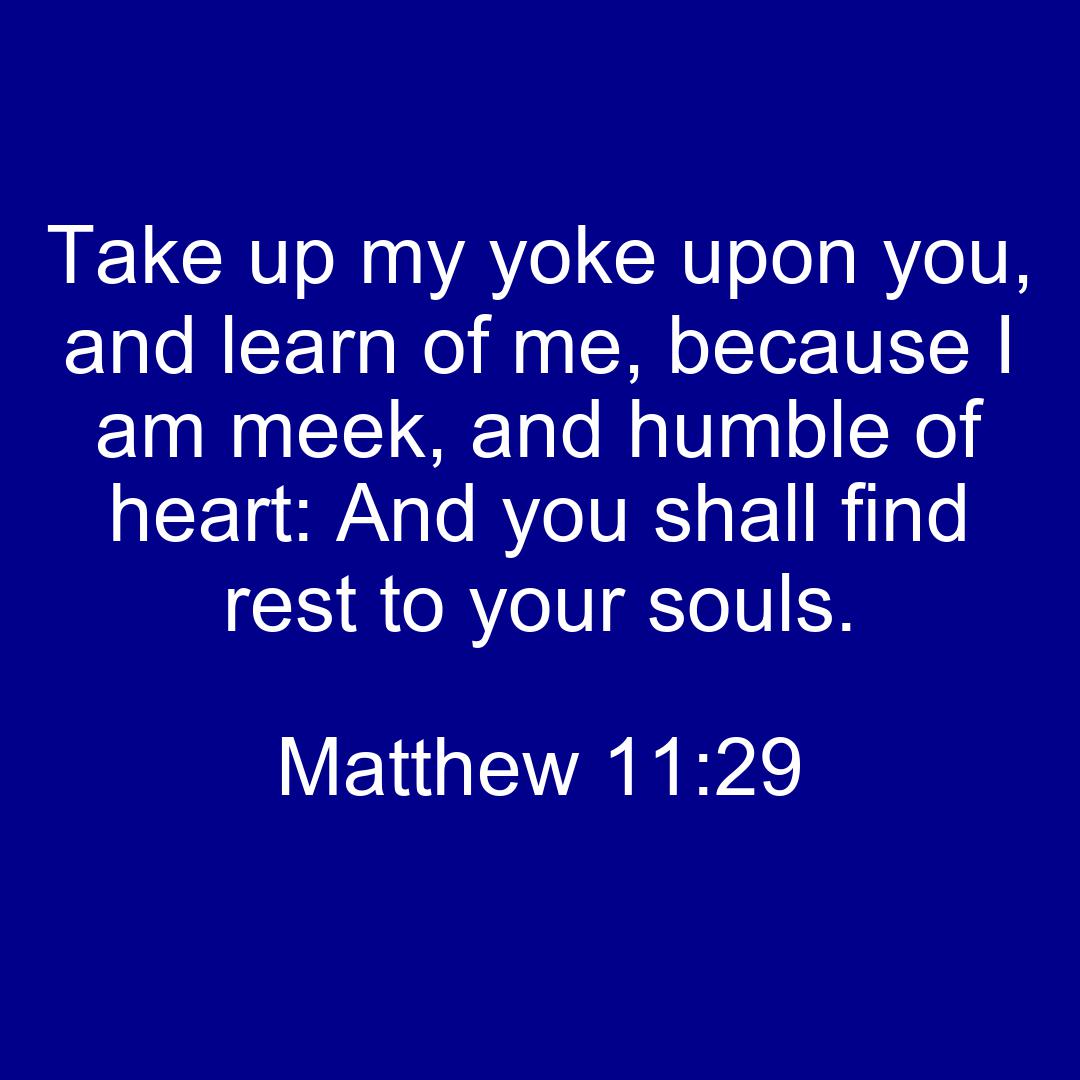 Take up my yoke upon you,
and learn of me, because I
am meek, and humble of
heart: And you shall find
rest to your souls.
Matthew 11:29